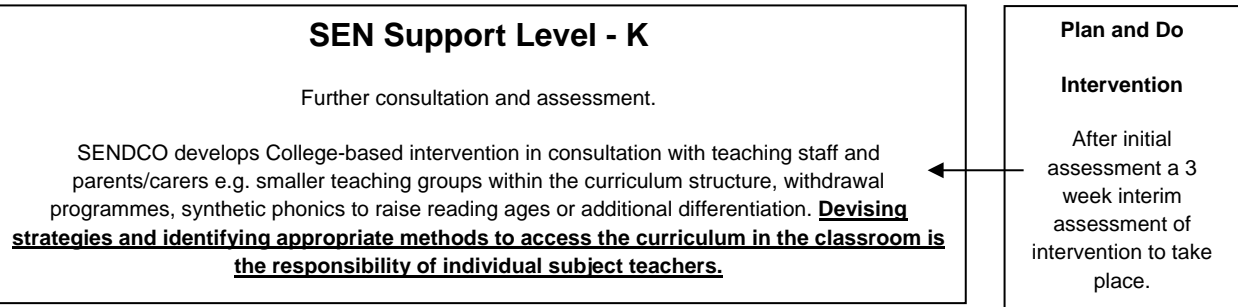 SEN Support Level - K
Further consultation and assessment.
SENDCO develops College-based intervention in consultation with teaching staff and
parents/carers e.g. smaller teaching groups within the curriculum structure, withdrawal
programmes, synthetic phonics to raise reading ages or additional differentiation. Devising
strategies and identifying appropriate methods to access the curriculum in the classroom is
the responsibility of individual subject teachers.
Plan and Do
Intervention
After initial
assessment a 3
week interim
assessment of
intervention to take
place.